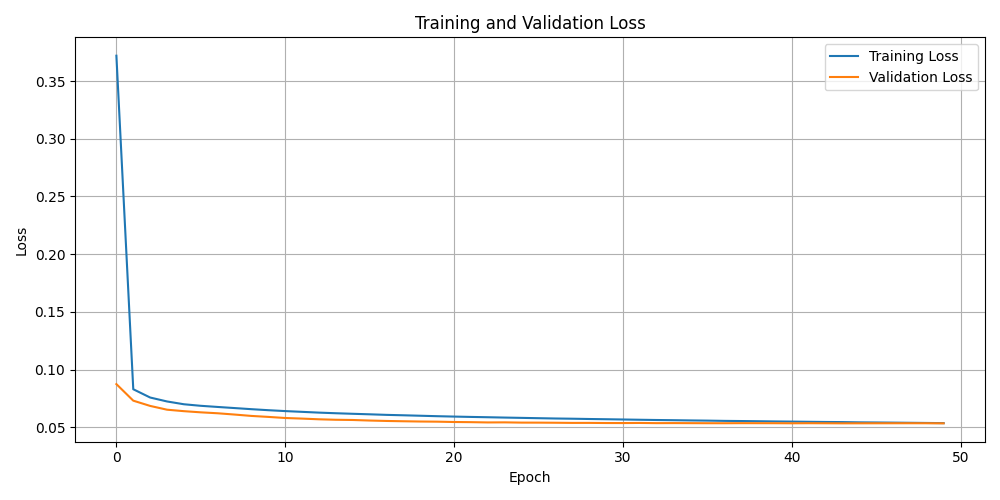 Training and Validation Loss
Training Loss
Validation Loss
0.35
0.30
0.25
0.20
0.15
0.10
0.05
Loss
0 10 20 30 40 50
Epoch